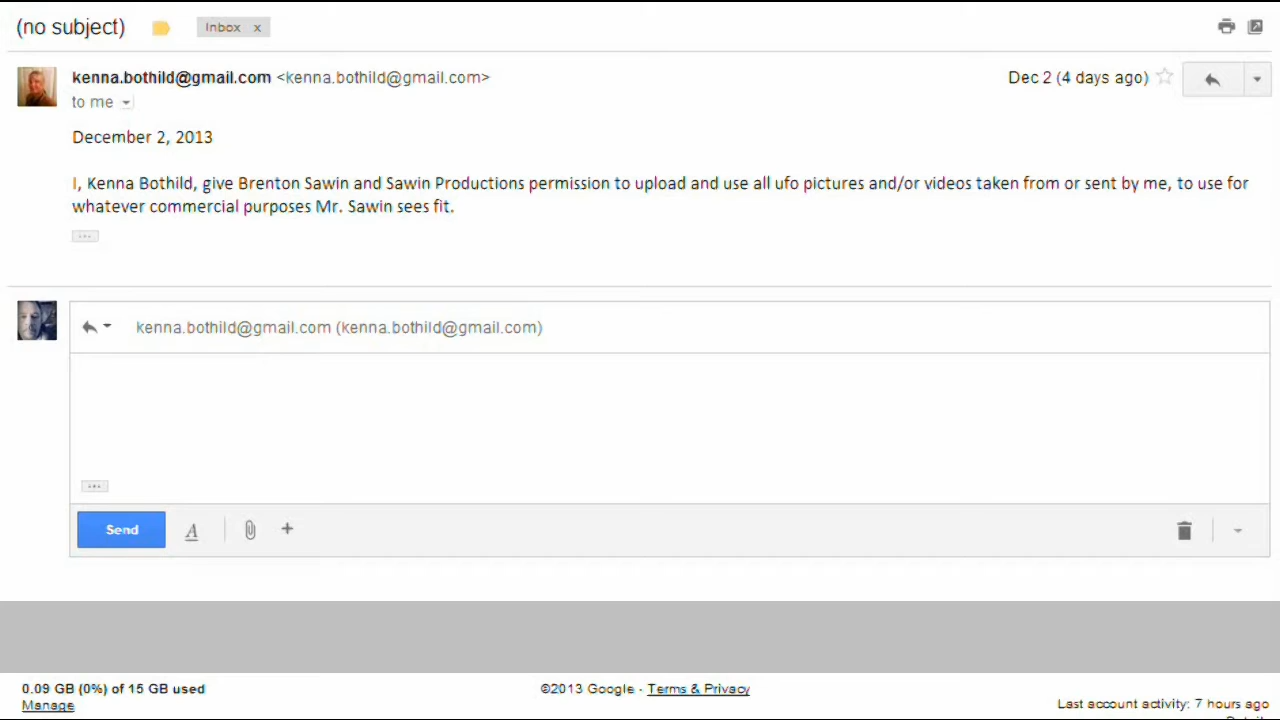 (no subject) Inbox x
kenna.bothild@gmail.com <kenna.bothild@gmail.com> Dec 2 (4 days ago)
to me
December 2, 2013
I, Kenna Bothild, give Brenton Sawin and Sawin Productions permission to upload and use all ufo pictures and/or videos taken from or sent by me, to use for
whatever commercial purposes Mr. Sawin sees fit.
kenna.bothild@gmail.com (kenna.bothild@gmail.com)
Send A
0.09 GB (0%) of 15 GB used
Manage
©2013 Google - Terms & Privacy
Last account activity: 7 hours ago